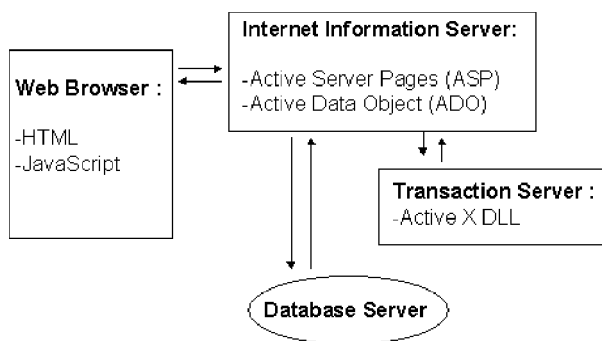 Internet Information Server:
-Active Server Pages (ASP)
-Active Data Object (ADO)
Web Browser :
-HTML
-JavaScript
Transaction Server :
-Active X DLL
Database Server